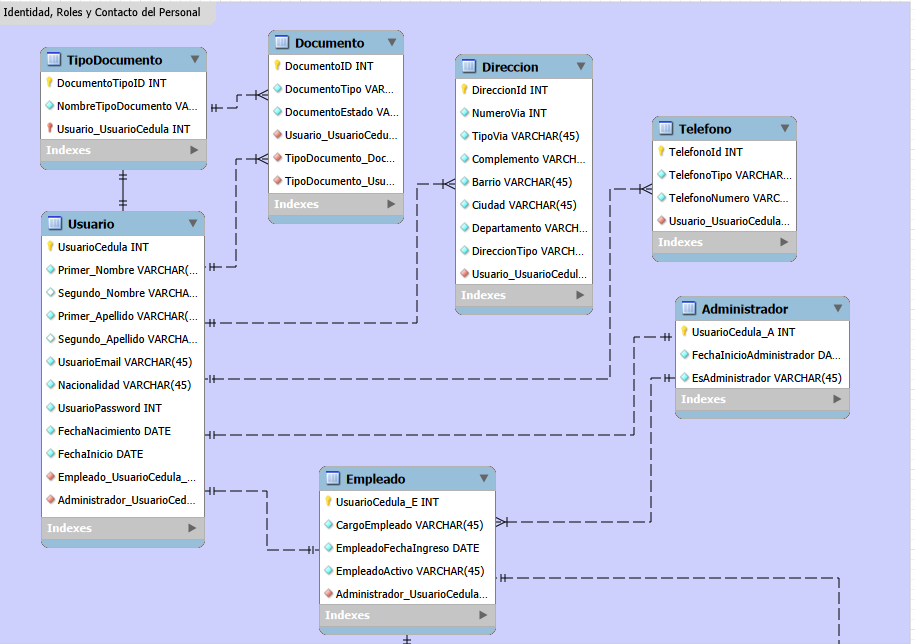 Identidad, Roles y Contacto del Personal
TipoDocumento
DocumentoTipoID INT
NombreTipoDocumento VA...
Usuario_UsuarioCedula INT
Indexes
Documento
DocumentoID INT
DocumentoTipo VAR...
DocumentoEstado VA...
Usuario_UsuarioCedu...
TipoDocumento_Doc...
TipoDocumento_Usu...
Indexes
Direccion
DireccionId INT
NumeroVia INT
TipoVia VARCHAR(45)
Complemento VARCH...
Barrio VARCHAR(45)
Ciudad VARCHAR(45)
Departamento VARCH...
DireccionTipo VARCH...
Usuario_UsuarioCedul...
Indexes
Telefono
TelefonoId INT
TelefonoTipo VARCHAR...
TelefonoNumero VARC...
Usuario_UsuarioCedula...
Indexes
Usuario
UsuarioCedula INT
Primer_Nombre VARCHAR(...
Segundo_Nombre VARCHA...
Primer_Apellido VARCHAR(...
Segundo_Apellido VARCHA...
UsuarioEmail VARCHAR(45)
Nacionalidad VARCHAR(45)
UsuarioPassword INT
FechaNacimiento DATE
FechaInicio DATE
Empleado_UsuarioCedula_...
Administrador_UsuarioCed...
Indexes
Administrador
UsuarioCedula_A INT
FechaInicioAdministrador DA...
EsAdministrador VARCHAR(45)
Indexes
Empleado
UsuarioCedula_E INT
CargoEmpleado VARCHAR(45)
EmpleadoFechaIngreso DATE
EmpleadoActivo VARCHAR(45)
Administrador_UsuarioCedula...
Indexes